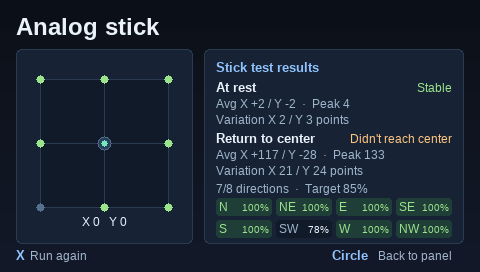 Analog stick
X 0 Y 0
Stick test results
At rest Stable
Avg X +2 / Y -2 · Peak 4
Variation X 2 / Y 3 points
Return to center Didn't reach center
Avg X +117 / Y -28 · Peak 133
Variation X 21 / Y 24 points
7/8 directions · Target 85%
N 100% NE 100% E 100% SE 100%
S 100% SW 78% W 100% NW 100%
X Run again Circle Back to panel